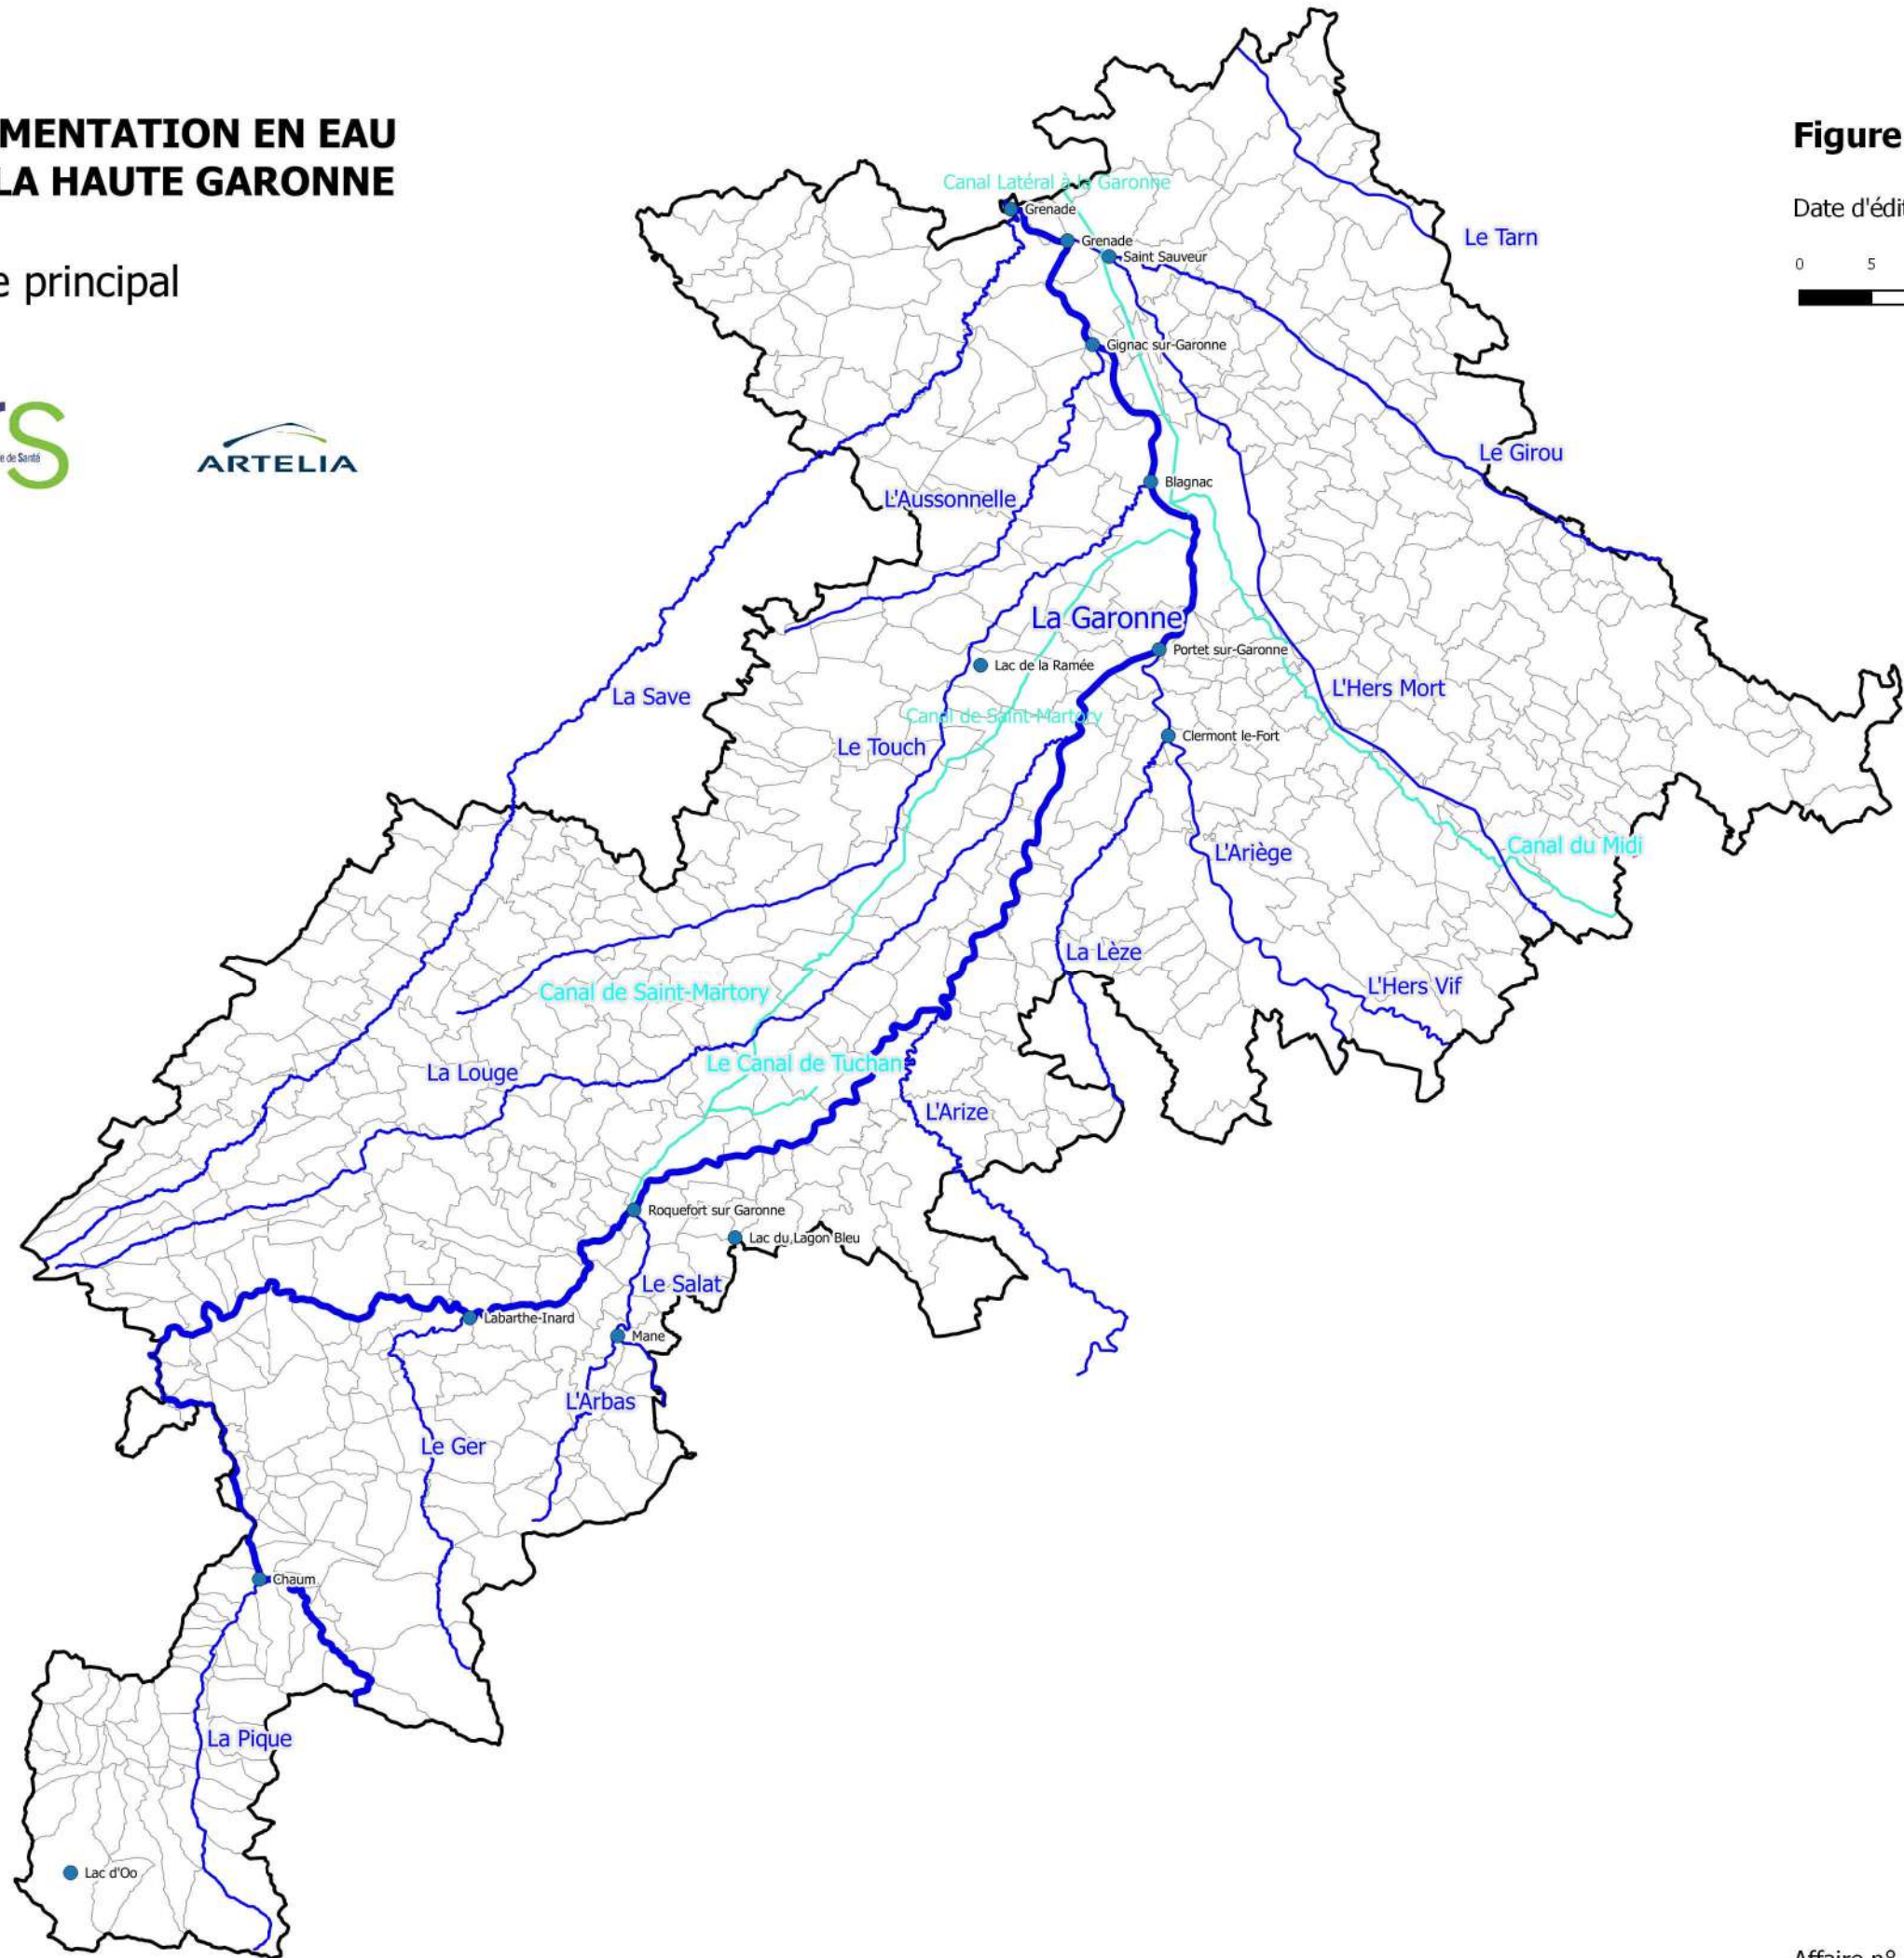 MENTATION EN EAU
LA HAUTE GARONNE
e principal
e de Santé
ARTELIA
Figure
Date d'édi
0 5
Canal Latéral à la Garonne
Grenade
Grenade
Saint Sauveur
Le Tarn
Gignac sur-Garonne
Le Girou
Blagnac
L'Aussonnelle
La Garonne
Portet sur-Garonne
Lac de la Ramée
La Save
L'Hers Mort
Canal de Saint-Martory
Le Touch
Clermont le-Fort
L'Ariège
Canal du Midi
La Lèze
L'Hers Vif
Canal de Saint-Martory
Le Canal de Tuchan
La Louge
L'Arize
Roquefort sur Garonne
Lac du Lagon Bleu
Le Salat
Labarthe-Inard
Mane
L'Arbas
Le Ger
Chaum
La Pique
Lac d'Oo